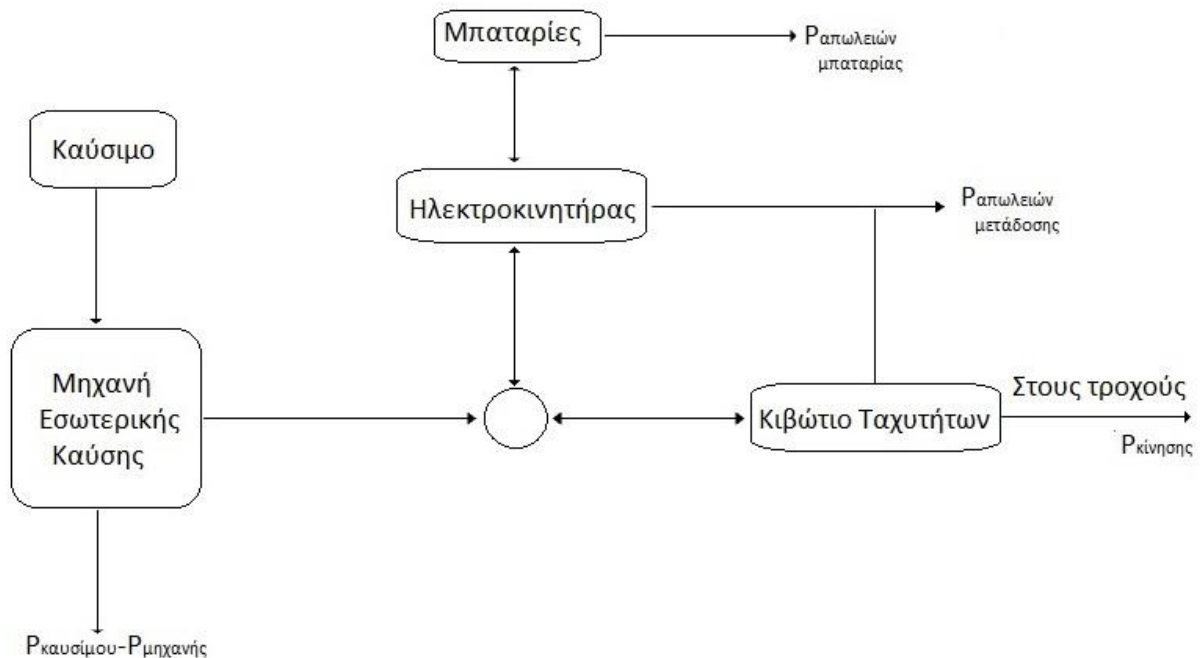 Μπαταρίες
Pαπωλειών
μπαταρίας
Καύσιμο
Ηλεκτροκινητήρας
Pαπωλειών
μετάδοσης
Μηχανή
Εσωτερικής
Καύσης
Κιβώτιο Ταχυτήτων
Στους τροχούς
Pκίνησης
Pκαυσίμου-Pμηχανής